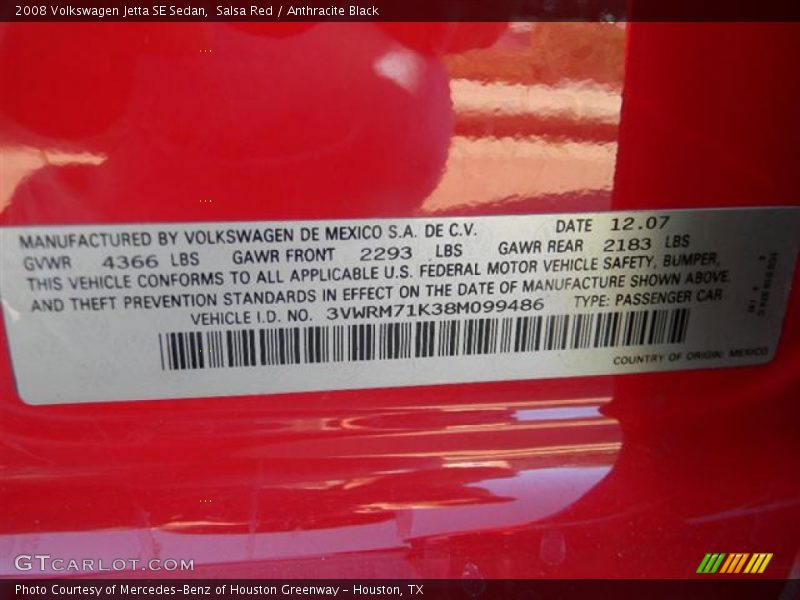 2008 Volkswagen Jetta SE Sedan,  Salsa Red / Anthracite Black
MANUFACTURED BY VOLKSWAGEN DE MEXICO S.A. DE C.V. DATE 12.07
GVWR 4366 LBS GAWR FRONT 2293 LBS GAWR REAR 2183 LBS
THIS VEHICLE CONFORMS TO ALL APPLICABLE U.S. FEDERAL MOTOR VEHICLE SAFETY, BUMPER,
AND THEFT PREVENTION STANDARDS IN EFFECT ON THE DATE OF MANUFACTURE SHOWN ABOVE.
VEHICLE I.D. NO. 3VWRM71K38M099486 TYPE: PASSENGER CAR
COUNTRY OF ORIGIN: MEXICO
GTCARLOT.COM
Photo Courtesy of Mercedes-Benz of Houston Greenway - Houston, TX